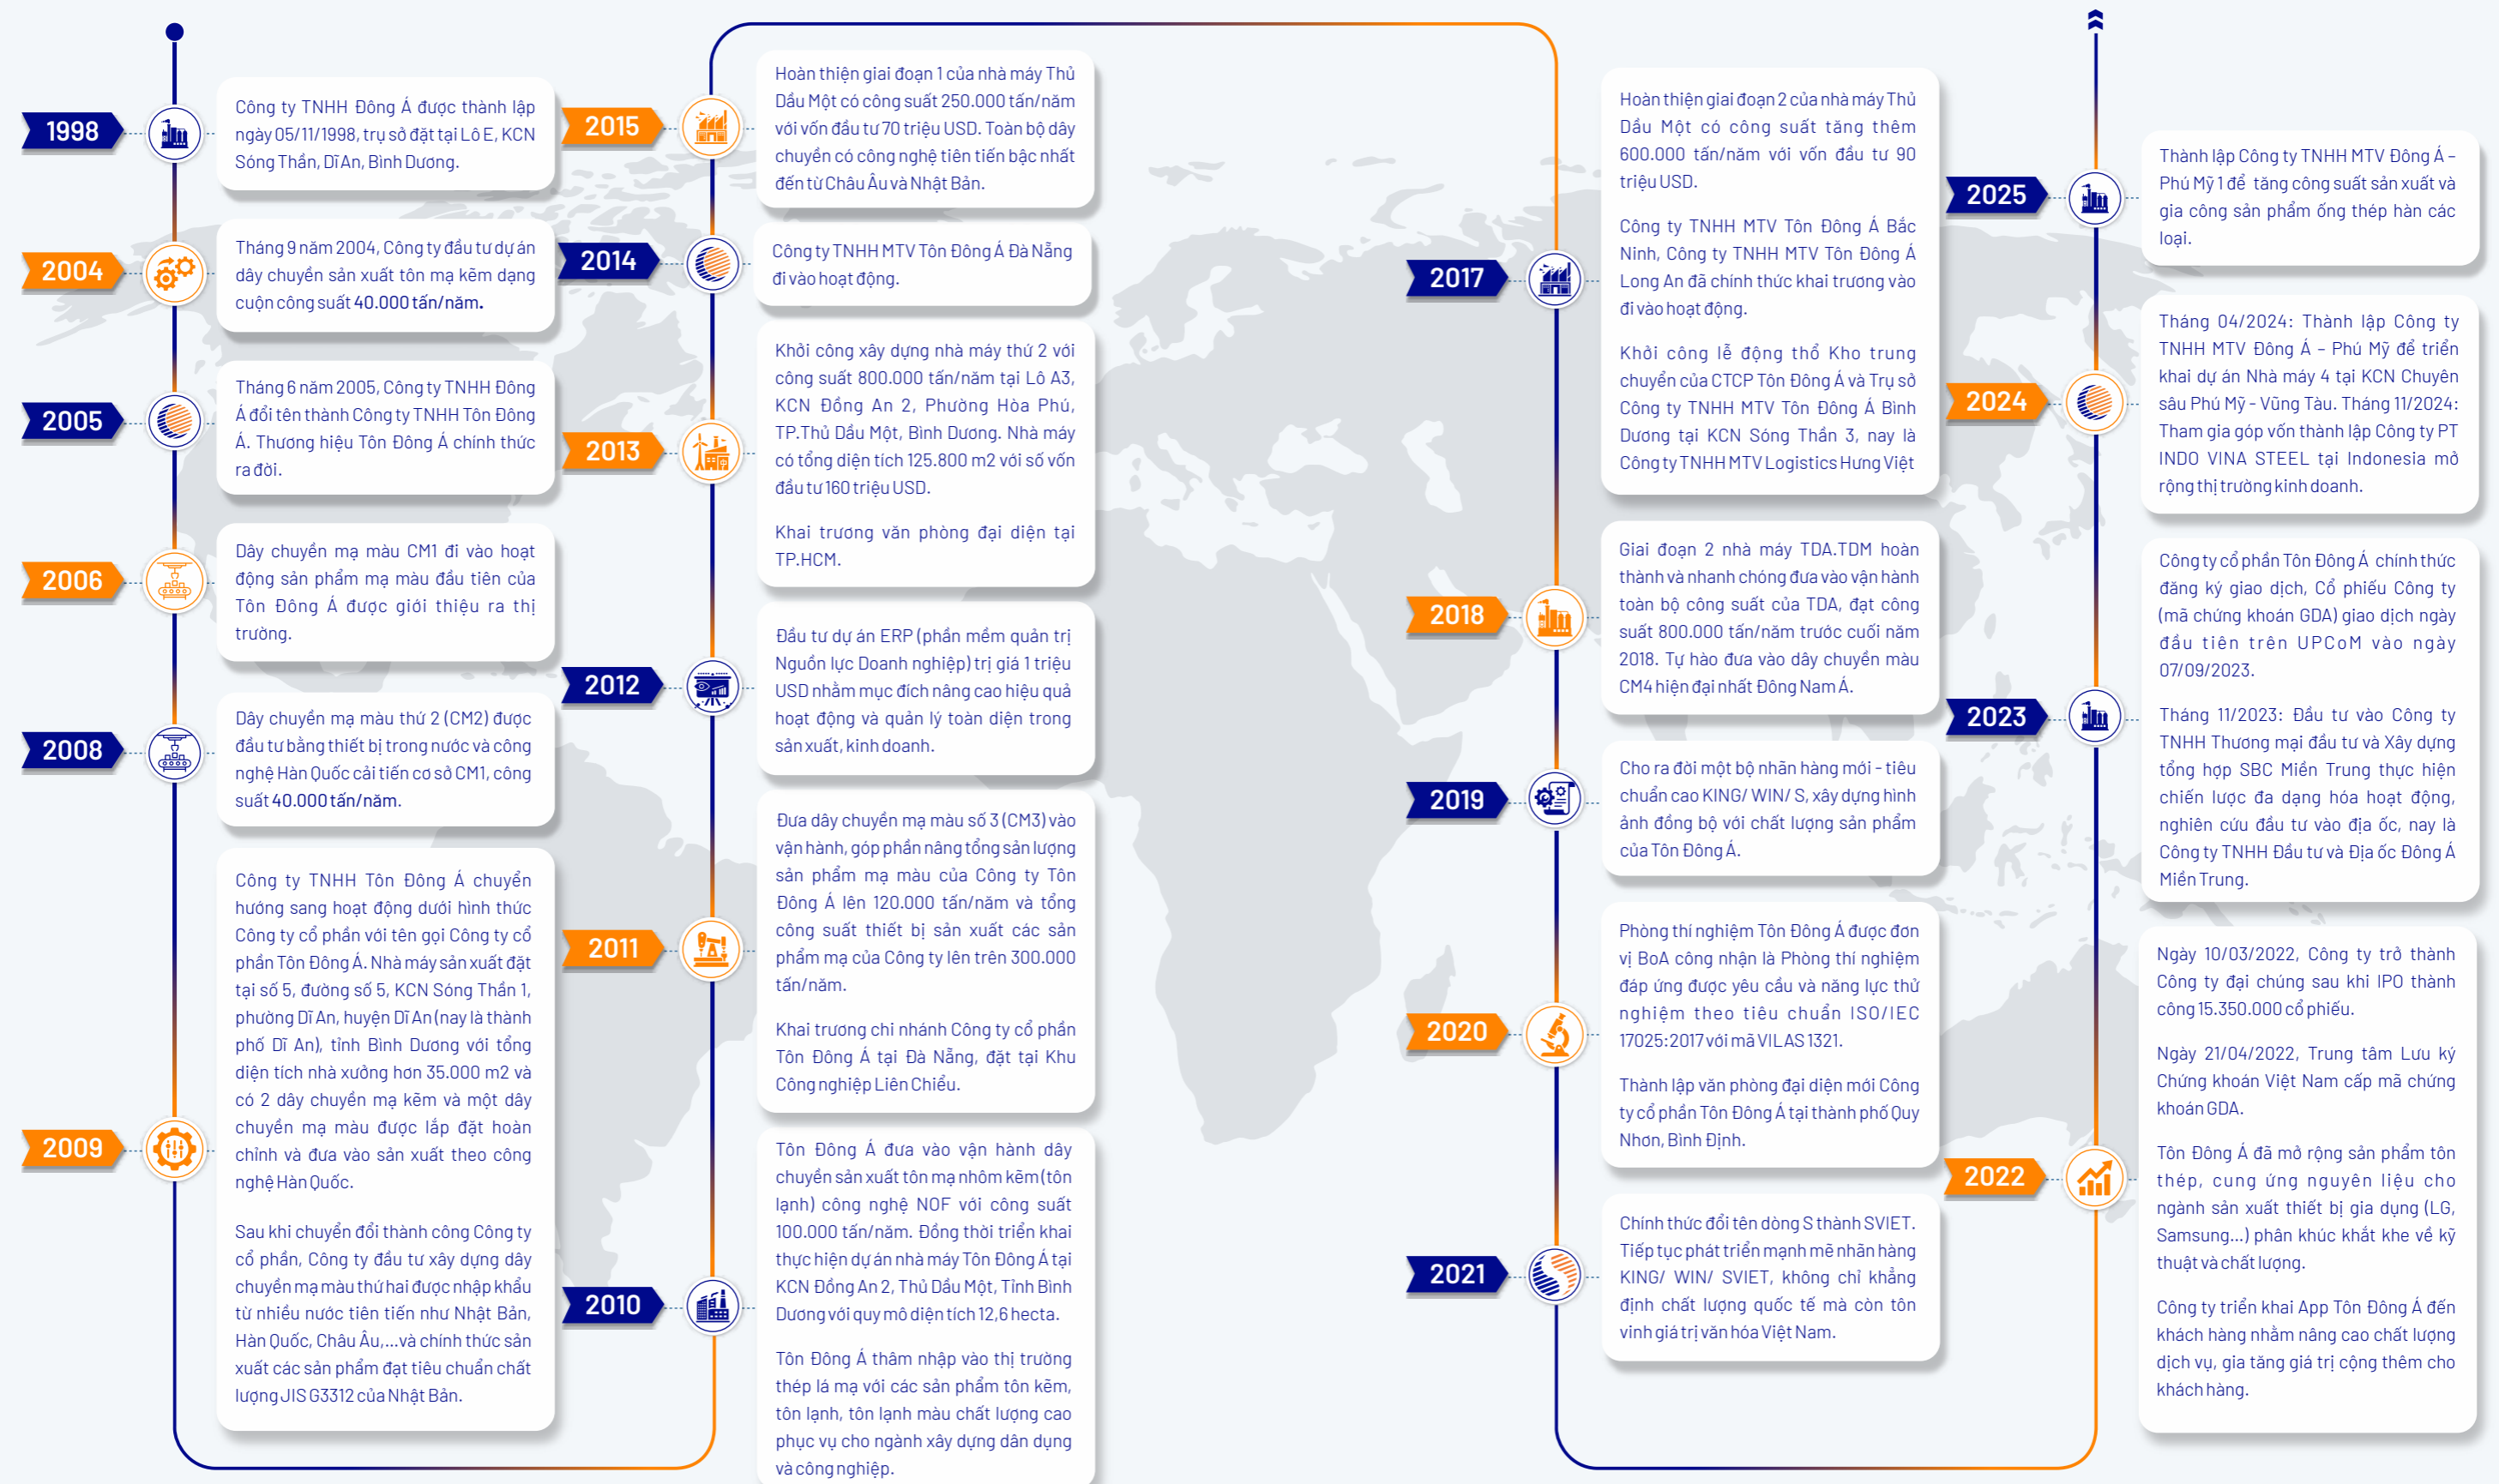 1998
Công ty TNHH Đông Á được thành lập
ngày 05/11/1998, trụ sở đặt tại Lô E, KCN
Sóng Thần, Dĩ An, Bình Dương.
2004
Tháng 9 năm 2004, Công ty đầu tư dự án
dây chuyền sản xuất tôn mạ kẽm dạng
cuộn công suất 40.000 tấn/năm.
2005
Tháng 6 năm 2005, Công ty TNHH Đông
Á đổi tên thành Công ty TNHH Tôn Đông
Á. Thương hiệu Tôn Đông Á chính thức
ra đời.
2006
Dây chuyền mạ màu CM1 đi vào hoạt
động sản phẩm mạ màu đầu tiên của
Tôn Đông Á được giới thiệu ra thị
trường.
2008
Dây chuyền mạ màu thứ 2 (CM2) được
đầu tư bằng thiết bị trong nước và công
nghệ Hàn Quốc cải tiến cơ sở CM1, công
suất 40.000 tấn/năm.
2009
Công ty TNHH Tôn Đông Á chuyển
hướng sang hoạt động dưới hình thức
Công ty cổ phần với tên gọi Công ty cổ
phần Tôn Đông Á. Nhà máy sản xuất đặt
tại số 5, đường số 5, KCN Sóng Thần 1,
phường Dĩ An, huyện Dĩ An (nay là thành
phố Dĩ An), tỉnh Bình Dương với tổng
diện tích nhà xưởng hơn 35.000 m2 và
có 2 dây chuyền mạ kẽm và một dây
chuyền mạ màu được lắp đặt hoàn
chỉnh và đưa vào sản xuất theo công
nghệ Hàn Quốc.
Sau khi chuyển đổi thành công Công ty
cổ phần, Công ty đầu tư xây dựng dây
chuyền mạ màu thứ hai được nhập khẩu
từ nhiều nước tiên tiến như Nhật Bản,
Hàn Quốc, Châu Âu,...và chính thức sản
xuất các sản phẩm đạt tiêu chuẩn chất
lượng JIS G3312 của Nhật Bản.
2015
Hoàn thiện giai đoạn 1 của nhà máy Thủ
Dầu Một có công suất 250.000 tấn/năm
với vốn đầu tư 70 triệu USD. Toàn bộ dây
chuyền có công nghệ tiên tiến bậc nhất
đến từ Châu Âu và Nhật Bản.
2014
Công ty TNHH MTV Tôn Đông Á Đà Nẵng
đi vào hoạt động.
2013
Khởi công xây dựng nhà máy thứ 2 với
công suất 800.000 tấn/năm tại Lô A3,
KCN Đồng An 2, Phường Hòa Phú,
TP.Thủ Dầu Một, Bình Dương. Nhà máy
có tổng diện tích 125.800 m2 với số vốn
đầu tư 160 triệu USD.
Khai trương văn phòng đại diện tại
TP.HCM.
2012
Đầu tư dự án ERP (phần mềm quản trị
Nguồn lực Doanh nghiệp) trị giá 1 triệu
USD nhằm mục đích nâng cao hiệu quả
hoạt động và quản lý toàn diện trong
sản xuất, kinh doanh.
2011
Đưa dây chuyền mạ màu số 3 (CM3) vào
vận hành, góp phần nâng tổng sản lượng
sản phẩm mạ màu của Công ty Tôn
Đông Á lên 120.000 tấn/năm và tổng
công suất thiết bị sản xuất các sản
phẩm mạ của Công ty lên trên 300.000
tấn/năm.
Khai trương chi nhánh Công ty cổ phần
Tôn Đông Á tại Đà Nẵng, đặt tại Khu
Công nghiệp Liên Chiểu.
2010
Tôn Đông Á đưa vào vận hành dây
chuyền sản xuất tôn mạ nhôm kẽm (tôn
lạnh) công nghệ NOF với công suất
100.000 tấn/năm. Đồng thời triển khai
thực hiện dự án nhà máy Tôn Đông Á tại
KCN Đồng An 2, Thủ Dầu Một, Tỉnh Bình
Dương với quy mô diện tích 12,6 hecta.
Tôn Đông Á thâm nhập vào thị trường
thép lá mạ với các sản phẩm tôn kẽm,
tôn lạnh, tôn lạnh màu chất lượng cao
phục vụ cho ngành xây dựng dân dụng
và công nghiệp.
2017
Hoàn thiện giai đoạn 2 của nhà máy Thủ
Dầu Một có công suất tăng thêm
600.000 tấn/năm với vốn đầu tư 90
triệu USD.
Công ty TNHH MTV Tôn Đông Á Bắc
Ninh, Công ty TNHH MTV Tôn Đông Á
Long An đã chính thức khai trương vào
đi vào hoạt động.
Khởi công lễ động thổ Kho trung
chuyển của CTCP Tôn Đông Á và Trụ sở
Công ty TNHH MTV Tôn Đông Á Bình
Dương tại KCN Sóng Thần 3, nay là
Công ty TNHH MTV Logistics Hưng Việt
2018
Giai đoạn 2 nhà máy TDA.TDM hoàn
thành và nhanh chóng đưa vào vận hành
toàn bộ công suất của TDA, đạt công
suất 800.000 tấn/năm trước cuối năm
2018. Tự hào đưa vào dây chuyền màu
CM4 hiện đại nhất Đông Nam Á.
2019
Cho ra đời một bộ nhãn hàng mới - tiêu
chuẩn cao KING/ WIN/ S, xây dựng hình
ảnh đồng bộ với chất lượng sản phẩm
của Tôn Đông Á.
2020
Phòng thí nghiệm Tôn Đông Á được đơn
vị BoA công nhận là Phòng thí nghiệm
đáp ứng được yêu cầu và năng lực thử
nghiệm theo tiêu chuẩn ISO/IEC
17025:2017 với mã VILAS 1321.
Thành lập văn phòng đại diện mới Công
ty cổ phần Tôn Đông Á tại thành phố Quy
Nhơn, Bình Định.
2021
Chính thức đổi tên dòng S thành SVIET.
Tiếp tục phát triển mạnh mẽ nhãn hàng
KING/ WIN/ SVIET, không chỉ khẳng
định chất lượng quốc tế mà còn tôn
vinh giá trị văn hóa Việt Nam.
2025
Thành lập Công ty TNHH MTV Đông Á –
Phú Mỹ 1 để tăng công suất sản xuất và
gia công sản phẩm ống thép hàn các
loại.
2024
Tháng 04/2024: Thành lập Công ty
TNHH MTV Đông Á – Phú Mỹ để triển
khai dự án Nhà máy 4 tại KCN Chuyên
sâu Phú Mỹ - Vũng Tàu. Tháng 11/2024:
Tham gia góp vốn thành lập Công ty PT
INDO VINA STEEL tại Indonesia mở
rộng thị trường kinh doanh.
2023
Công ty cổ phần Tôn Đông Á chính thức
đăng ký giao dịch, Cổ phiếu Công ty
(mã chứng khoán GDA) giao dịch ngày
đầu tiên trên UPCoM vào ngày
07/09/2023.
Tháng 11/2023: Đầu tư vào Công ty
TNHH Thương mại đầu tư và Xây dựng
tổng hợp SBC Miền Trung thực hiện
chiến lược đa dạng hóa hoạt động,
nghiên cứu đầu tư vào địa ốc, nay là
Công ty TNHH Đầu tư và Địa ốc Đông Á
Miền Trung.
2022
Ngày 10/03/2022, Công ty trở thành
Công ty đại chúng sau khi IPO thành
công 15.350.000 cổ phiếu.
Ngày 21/04/2022, Trung tâm Lưu ký
Chứng khoán Việt Nam cấp mã chứng
khoán GDA.
Tôn Đông Á đã mở rộng sản phẩm tôn
thép, cung ứng nguyên liệu cho
ngành sản xuất thiết bị gia dụng (LG,
Samsung...) phân khúc khắt khe về kỹ
thuật và chất lượng.
Công ty triển khai App Tôn Đông Á đến
khách hàng nhằm nâng cao chất lượng
dịch vụ, gia tăng giá trị cộng thêm cho
khách hàng.